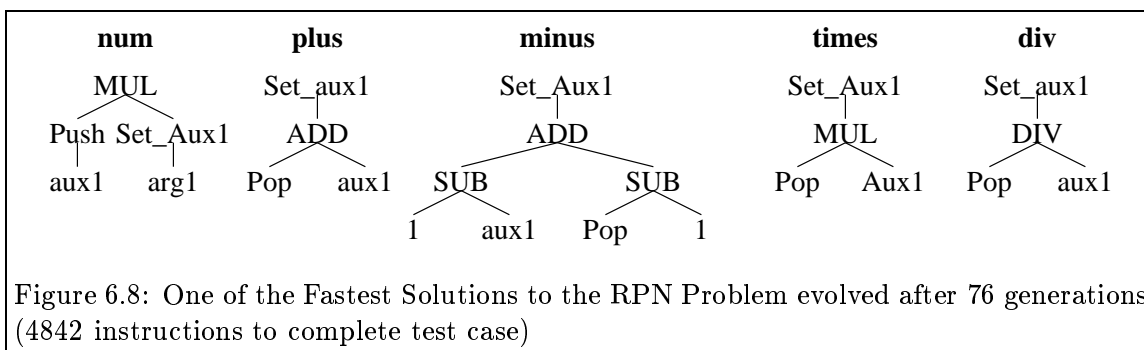 num plus minus times div
MUL Set_aux1 Set_Aux1 Set_Aux1 Set_aux1
Push Set_Aux1 ADD ADD MUL DIV
aux1 arg1 Pop aux1 SUB SUB Pop Aux1 Pop aux1
1 aux1 Pop 1
Figure 6.8: One of the Fastest Solutions to the RPN Problem evolved after 76 generations
(4842 instructions to complete test case)